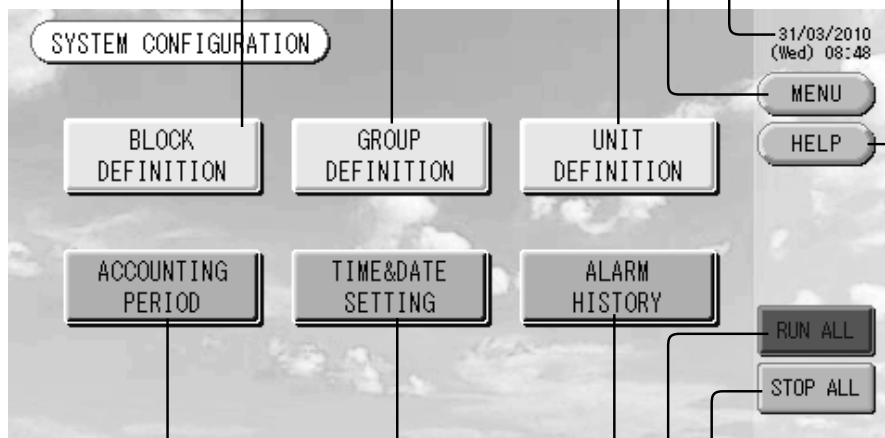 SYSTEM CONFIGURATION
31/03/2010
(Wed) 08:48
MENU
HELP
BLOCK
DEFINITION
GROUP
DEFINITION
UNIT
DEFINITION
ACCOUNTING
PERIOD
TIME&DATE
SETTING
ALARM
HISTORY
RUN ALL
STOP ALL